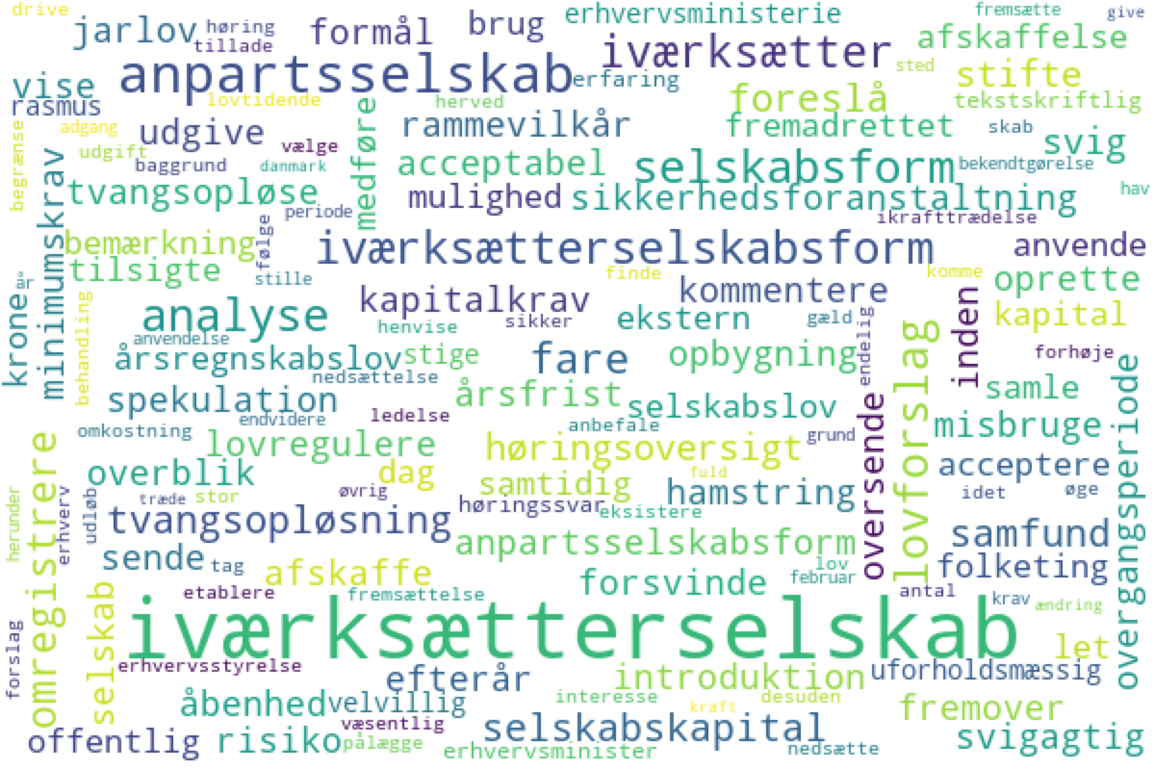 drive
jarlov
høring
tillade
formål
brug
erhvervsministerie
fremsætte
give
iværksætter
afskaffelse
vise
anpartsselskab
erfaring
sted
stifte
rasmus
lovtidende
herved
foreslå
tekstskriftlig
begrænse
adgang
udgive
medføre
rammevilkår
fremadrettet
skab
svig
udgift
baggrund
vælge
danmark
acceptabel
selskabsform
bekendtgørelse
minimumskrav
tvangsopløse
mulighed
sikkerhedsforanstaltning
hav
periode
ikrafttrædelse
bemærkning
følge
iværksætterselskabsform
anvende
tilsigte
stille
finde
komme
oprette
krone
år
behandling
analyse
kapitalkrav
kommentere
inden
kapital
henvise
sikker
ekstern
gæld
endelig
anvendelse
årsregnskabslov
stige
fare
opbygning
lovforslag
forhøje
nedsættelse
spekulation
årsfrist
selskabslov
samle
overgangsperiode
ledelse
endvidere
omkostning
anbefale
grund
oversende
misbruge
lovregulere
høringsoversigt
overblik
dag
samtidig
fuld
hamstring
acceptere
omregistrere
herunder
erhverv
udløb
træde
stor
øvrig
høringssvar
eksistere
idet
øge
tvangsopløsning
samfund
anpartsselskabsform
sende
tag
afskaffe
forsvinde
lov
februar
folketing
selskab
etablere
fremsættelse
antal
krav
ændring
iværksætterselskab
forslag
let
erhvervsstyrelse
efterår
introduktion
uforholdsmæssig
åbenhed
velvillig
interesse
kraft
desuden
fremover
offentlig
risiko
væsentlig
pålægge
selskabskapital
erhvervsminister
nedsætte
svigagtig